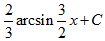 2/3 arcsin 3/2 x + C